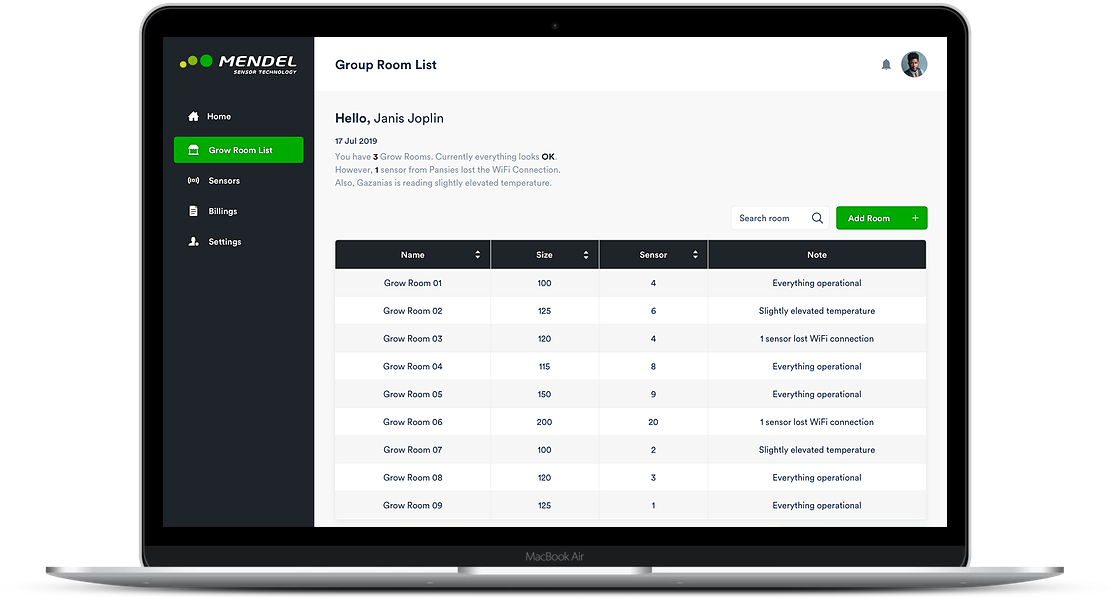 MENDEL
SENSOR TECHNOLOGY
Home
Grow Room List
Sensors
Billings
Settings
Group Room List
Hello, Janis Joplin
17 Jul 2019
You have 3 Grow Rooms. Currently everything looks OK.
However, 1 sensor from Pansies lost the WiFi Connection.
Also, Gazanias is reading slightly elevated temperature.
Search room
Add Room +
Name Size Sensor Note
Grow Room 01 100 4 Everything operational
Grow Room 02 125 6 Slightly elevated temperature
Grow Room 03 120 4 1 sensor lost WiFi connection
Grow Room 04 115 8 Everything operational
Grow Room 05 150 9 Everything operational
Grow Room 06 200 20 1 sensor lost WiFi connection
Grow Room 07 100 2 Slightly elevated temperature
Grow Room 08 120 3 Everything operational
Grow Room 09 125 1 Everything operational
MacBook Air